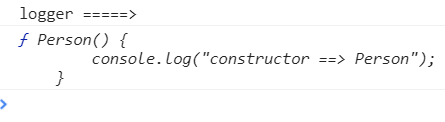 logger =====>
ƒ Person() {
        console.log("constructor ==> Person");
    }
>